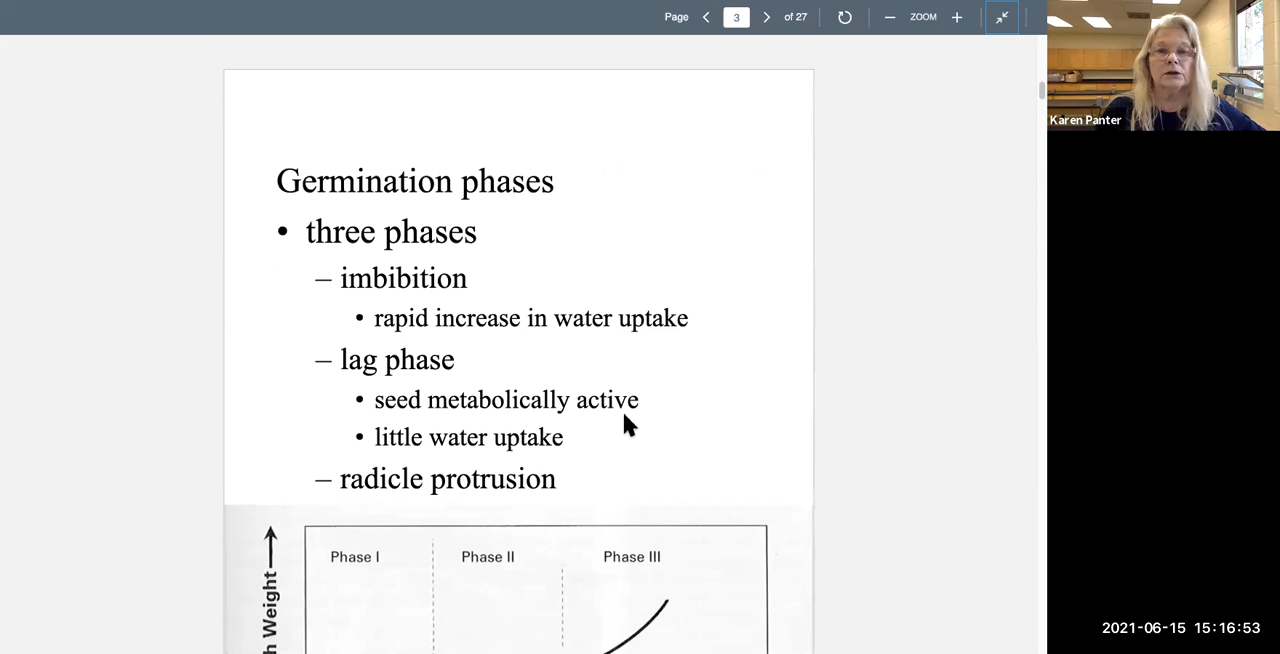 Page 3 of 27 ZOOM
Karen Panter
Germination phases
• three phases
– imbibition
• rapid increase in water uptake
– lag phase
• seed metabolically active
• little water uptake
– radicle protrusion
Phase I Phase II Phase III
h Weight
2021-06-15 15:16:53